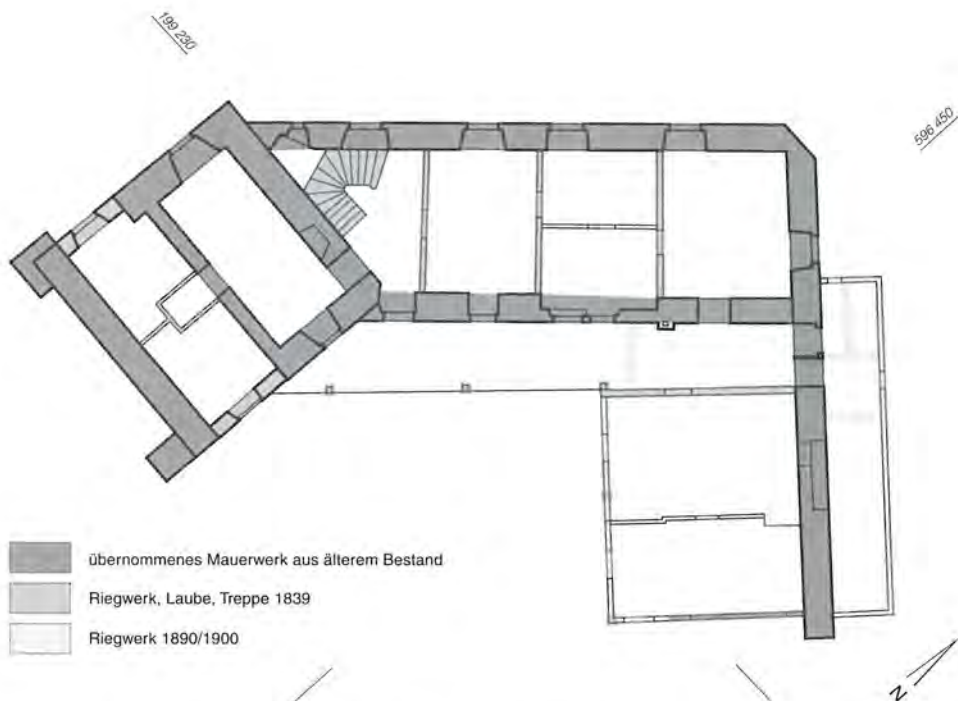 199 230
596 450
übernommenes Mauerwerk aus älterem Bestand
Riegwerk, Laube, Treppe 1839
Riegwerk 1890/1900
N